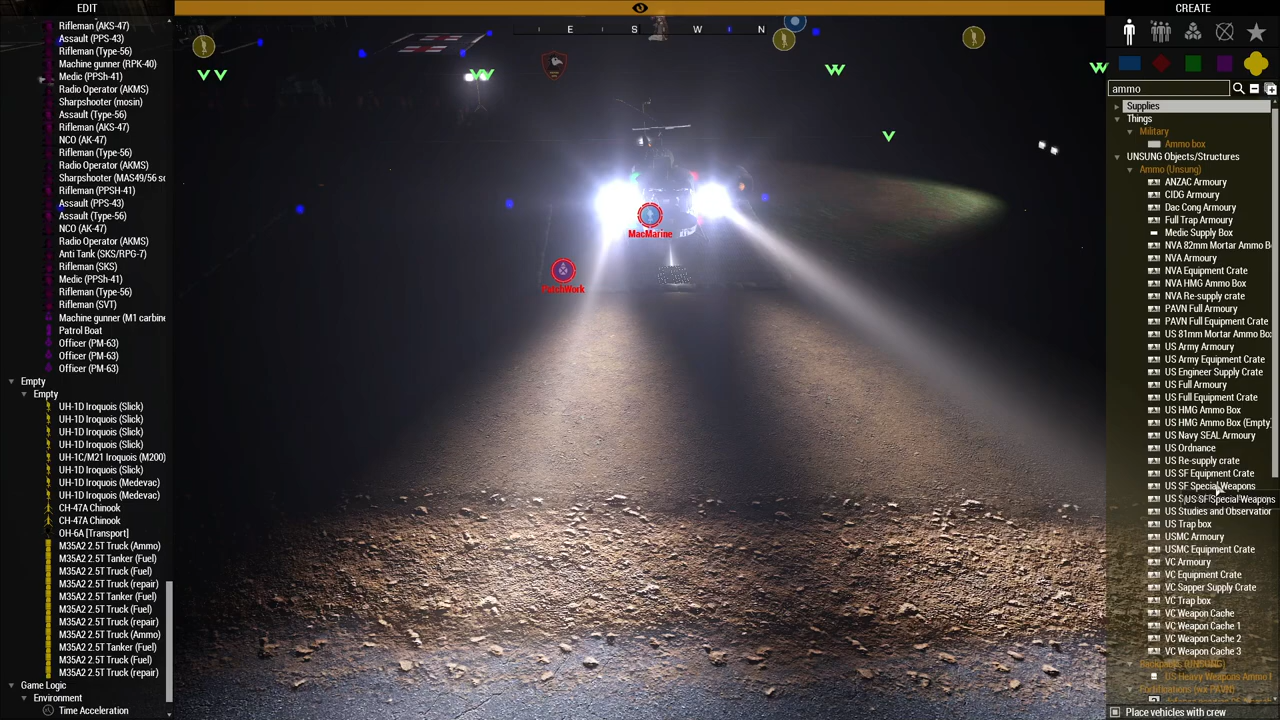 EDIT
Rifleman (AKS-47)
Assault (PPS-43)
Rifleman (Type-56)
Machine gunner (RPK-40)
Medic (PPSh-41)
Radio Operator (AKMS)
Sharpshooter (mosin)
Assault (Type-56)
Rifleman (AKS-47)
NCO (AK-47)
Rifleman (Type-56)
Radio Operator (AKMS)
Sharpshooter (MAS49/56 sc
Rifleman (PPSH-41)
Assault (PPS-43)
Assault (Type-56)
NCO (AK-47)
Radio Operator (AKMS)
Anti Tank (SKS/RPG-7)
Rifleman (SKS)
Medic (PPSh-41)
Rifleman (Type-56)
Rifleman (SVT)
Machine gunner (M1 carbine
Patrol Boat
Officer (PM-63)
Officer (PM-63)
Officer (PM-63)
Empty
Empty
UH-1D Iroquois (Slick)
UH-1D Iroquois (Slick)
UH-1D Iroquois (Slick)
UH-1D Iroquois (Slick)
UH-1C/M21 Iroquois (M200)
UH-1D Iroquois (Slick)
UH-1D Iroquois (Medevac)
UH-1D Iroquois (Medevac)
CH-47A Chinook
CH-47A Chinook
OH-6A [Transport]
M35A2 2.5T Truck (Ammo)
M35A2 2.5T Tanker (Fuel)
M35A2 2.5T Truck (Fuel)
M35A2 2.5T Truck (repair)
M35A2 2.5T Tanker (Fuel)
M35A2 2.5T Truck (Fuel)
M35A2 2.5T Truck (repair)
M35A2 2.5T Truck (Ammo)
M35A2 2.5T Tanker (Fuel)
M35A2 2.5T Truck (Fuel)
M35A2 2.5T Truck (repair)
Game Logic
Environment
Time Acceleration
E S W N
MacMarine
CREATE
ammo
Supplies
Things
Military
Ammo box
UNSUNG Objects/Structures
Ammo (Unsung)
ANZAC Armoury
CIDG Armoury
Dac Cong Armoury
Full Trap Armoury
Medic Supply Box
NVA 82mm Mortar Ammo B
NVA Armoury
NVA Equipment Crate
NVA HMG Ammo Box
NVA Re-supply crate
PAVN Full Armoury
PAVN Full Equipment Crate
US 81mm Mortar Ammo Bo
US Army Armoury
US Army Equipment Crate
US Engineer Supply Crate
US Full Armoury
US Full Equipment Crate
US HMG Ammo Box
US HMG Ammo Box (Empty
US Navy SEAL Armoury
US Ordnance
US Re-supply crate
US SF Equipment Crate
US SF Special Weapons
US SF Special Weapons
US Studies and Observation
US Trap box
USMC Armoury
USMC Equipment Crate
VC Armoury
VC Equipment Crate
VC Sapper Supply Crate
VC Trap box
VC Weapon Cache
VC Weapon Cache 1
VC Weapon Cache 2
VC Weapon Cache 3
US Heavy Weapons Ammo
Place vehicles with crew